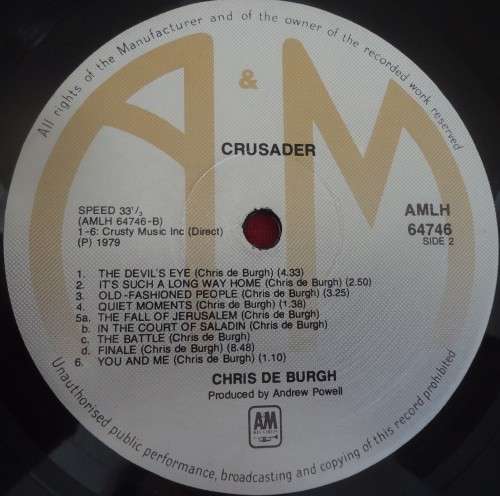 All rights of the Manufacturer and of the owner of the recorded work reserved
A & M
CRUSADER
SPEED 33⅓
(AMLH 64746-B)
1-6: Crusty Music Inc (Direct)
(P) 1979
AMLH
64746
SIDE 2
1. THE DEVIL'S EYE (Chris de Burgh) (4.33)
2. IT'S SUCH A LONG WAY HOME (Chris de Burgh) (2.50)
3. OLD-FASHIONED PEOPLE (Chris de Burgh) (3.25)
4. QUIET MOMENTS (Chris de Burgh) (1.38)
5a. THE FALL OF JERUSALEM (Chris de Burgh)
b. IN THE COURT OF SALADIN (Chris de Burgh)
c. THE BATTLE (Chris de Burgh)
d. FINALE (Chris de Burgh) (8.48)
6. YOU AND ME (Chris de Burgh) (1.10)
CHRIS DE BURGH
Produced by Andrew Powell
AM
Unauthorised public performance, broadcasting and copying of this record prohibited